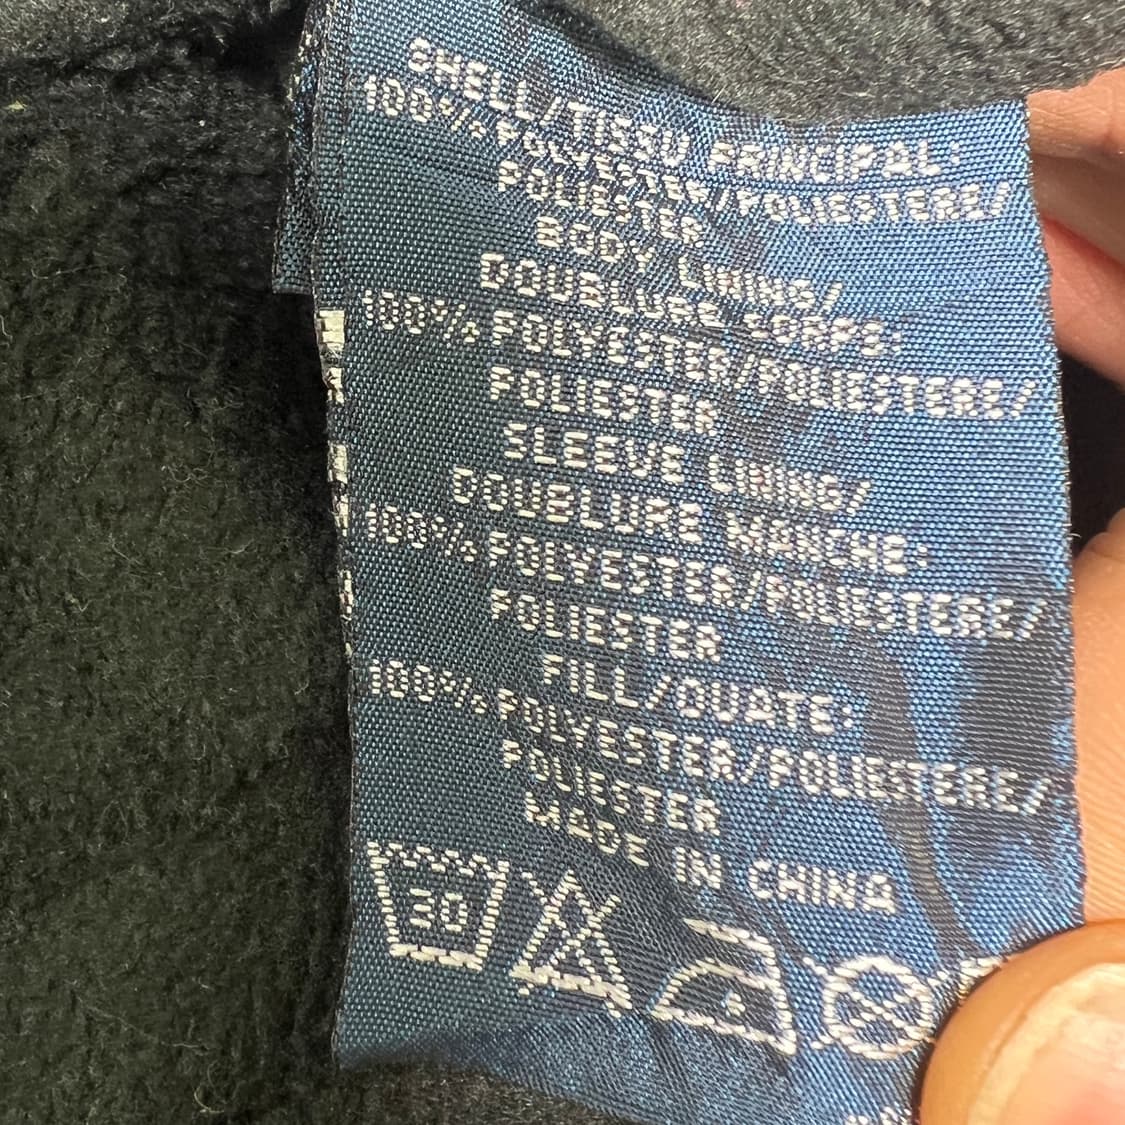 SHELL/TISSU PRINCIPAL:
100% POLYESTER/POLIESTERE/
POLIESTER
BODY LINING/
DOUBLURE CORPS:
100% POLYESTER/POLIESTERE/
POLIESTER
SLEEVE LINING/
DOUBLURE MANCHE:
100% POLYESTER/POLIESTERE/
POLIESTER
FILL/OUATE:
100% POLYESTER/POLIESTERE/
POLIESTER
MADE IN CHINA
30